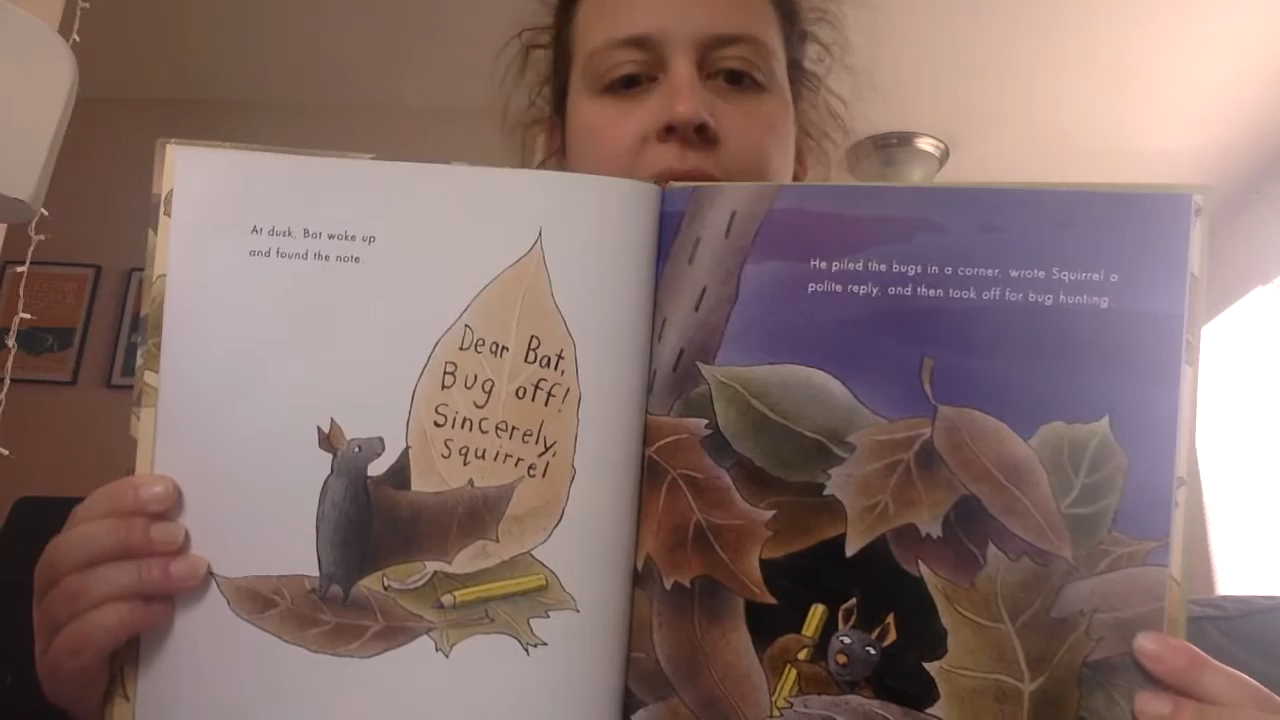 At dusk, Bat woke up
and found the note.
Dear Bat,
Bug off!
Sincerely,
Squirrel
He piled the bugs in a corner, wrote Squirrel a
polite reply, and then took off for bug hunting.